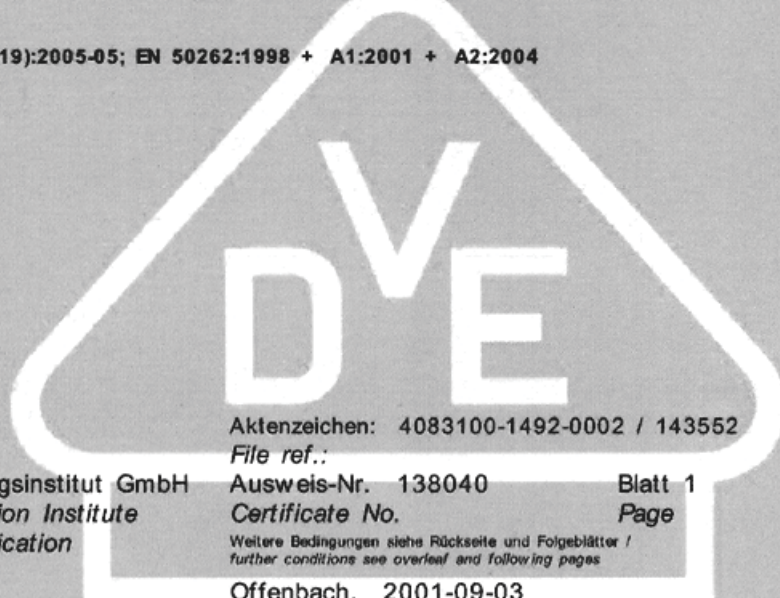 19):2005-05; EN 50262:1998 + A1:2001 + A2:2004
V
D E
Aktenzeichen: 4083100-1492-0002 / 143552
File ref.:
gsinstitut GmbH Ausweis-Nr. 138040 Blatt 1
ion Institute Certificate No. Page
ication Weitere Bedingungen siehe Rückseite und Folgeblätter /
further conditions see overleaf and following pages
Offenbach, 2001-09-03